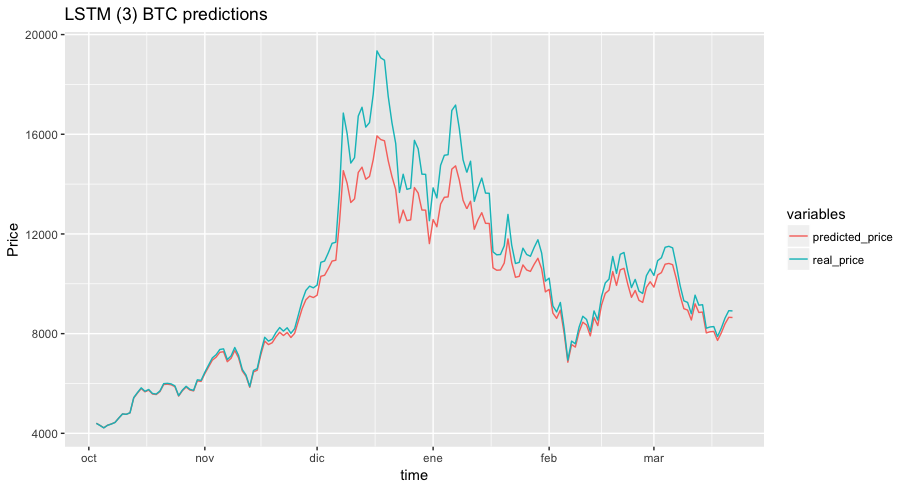 LSTM (3) BTC predictions
20000
16000
12000
8000
4000
Price
oct nov dic ene feb mar
time
variables
predicted_price
real_price